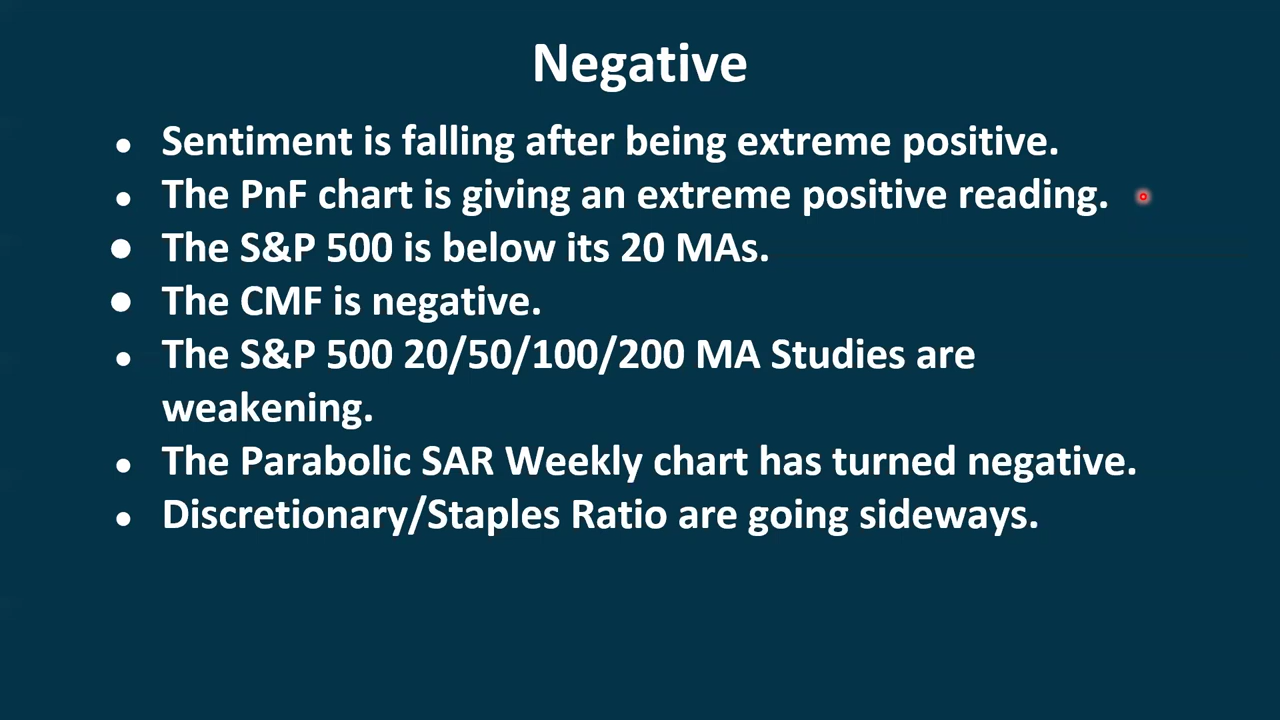 Negative
• Sentiment is falling after being extreme positive.
• The PnF chart is giving an extreme positive reading.
• The S&P 500 is below its 20 MAs.
• The CMF is negative.
• The S&P 500 20/50/100/200 MA Studies are
weakening.
• The Parabolic SAR Weekly chart has turned negative.
• Discretionary/Staples Ratio are going sideways.